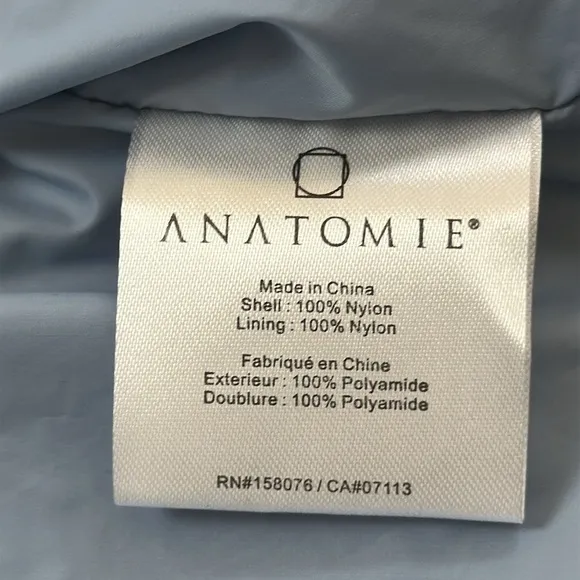 ANATOMIE®
Made in China
Shell : 100% Nylon
Lining : 100% Nylon
Fabriqué en Chine
Exterieur : 100% Polyamide
Doublure : 100% Polyamide
RN#158076 / CA#07113